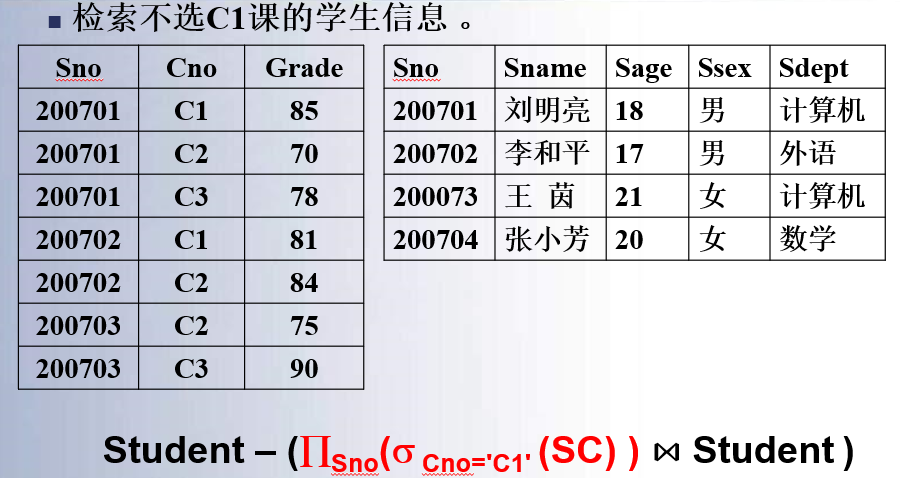 ▪ 检索不选C1课的学生信息 。
Sno Cno Grade
200701 C1 85
200701 C2 70
200701 C3 78
200702 C1 81
200702 C2 84
200703 C2 75
200703 C3 90
Sno Sname Sage Ssex Sdept
200701 刘明亮 18 男 计算机
200702 李和平 17 男 外语
200073 王 茵 21 女 计算机
200704 张小芳 20 女 数学
Student – (∏Sno(σ Cno='C1' (SC) ) ⋈ Student )